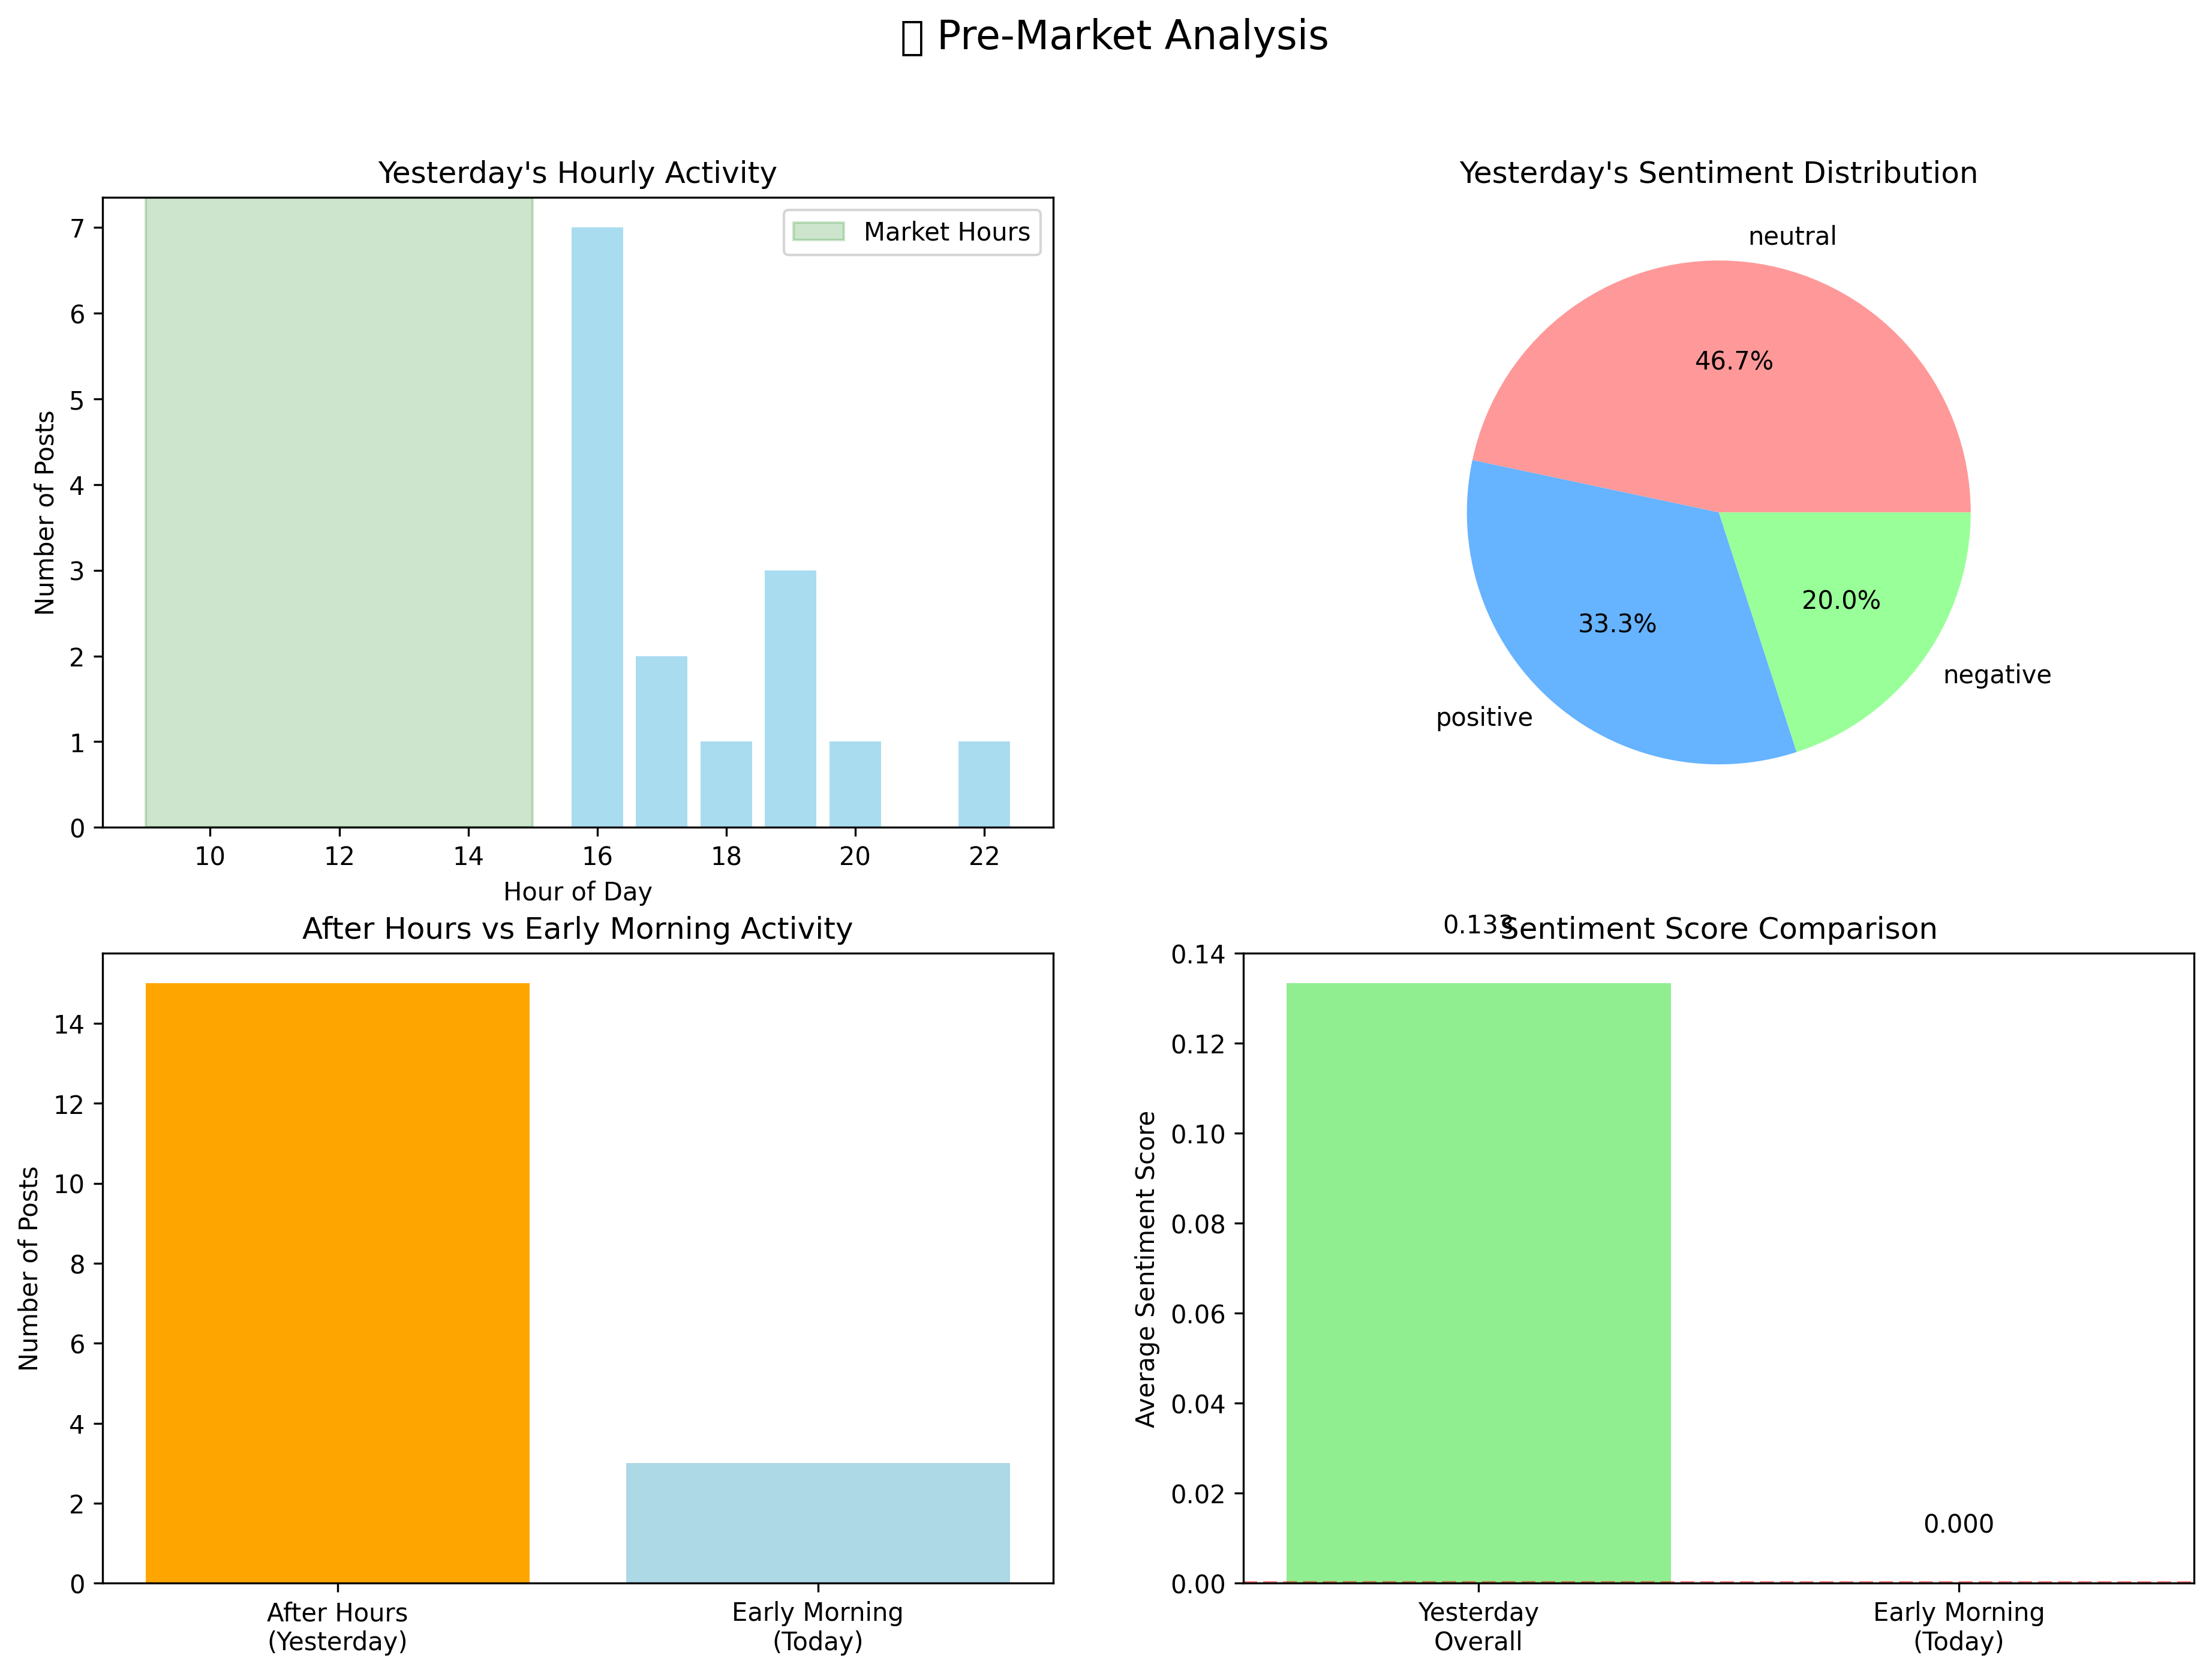 Pre-Market Analysis
Yesterday's Hourly Activity
Market Hours
Number of Posts
7
6
5
4
3
2
1
0
10 12 14 16 18 20 22
Hour of Day
Yesterday's Sentiment Distribution
neutral
46.7%
33.3%
20.0%
positive
negative
After Hours vs Early Morning Activity
Number of Posts
14
12
10
8
6
4
2
0
After Hours
(Yesterday)
Early Morning
(Today)
Sentiment Score Comparison
0.133
Average Sentiment Score
0.14
0.12
0.10
0.08
0.06
0.04
0.02
0.00
0.000
Yesterday
Overall
Early Morning
(Today)